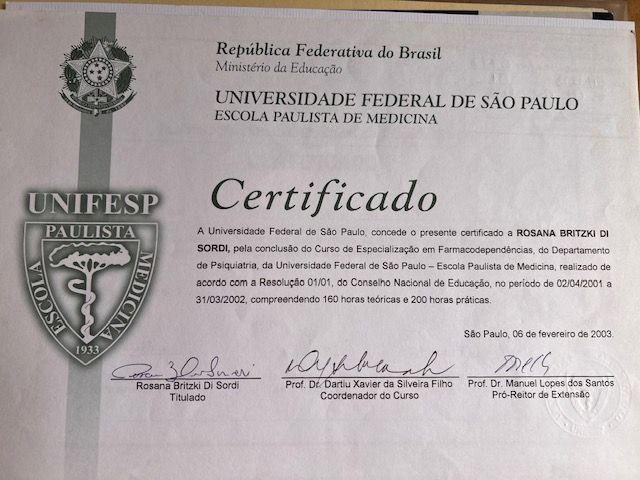 República Federativa do Brasil
Ministério da Educação
UNIVERSIDADE FEDERAL DE SÃO PAULO
ESCOLA PAULISTA DE MEDICINA
Certificado
UNIFESP
PAULISTA
ESCOLA
MEDICINA
1933
A Universidade Federal de São Paulo, concede o presente certificado a ROSANA BRITZKI DI
SORDI, pela conclusão do Curso de Especialização em Farmacodependências, do Departamento
de Psiquiatria, da Universidade Federal de São Paulo – Escola Paulista de Medicina, realizado de
acordo com a Resolução 01/01, do Conselho Nacional de Educação, no período de 02/04/2001 a
31/03/2002, compreendendo 160 horas teóricas e 200 horas práticas.
São Paulo, 06 de fevereiro de 2003.
Rosana Britzki Di Sordi
Titulado
Prof. Dr. Dartiu Xavier da Silveira Filho
Coordenador do Curso
Prof. Dr. Manuel Lopes dos Santos
Pró-Reitor de Extensão